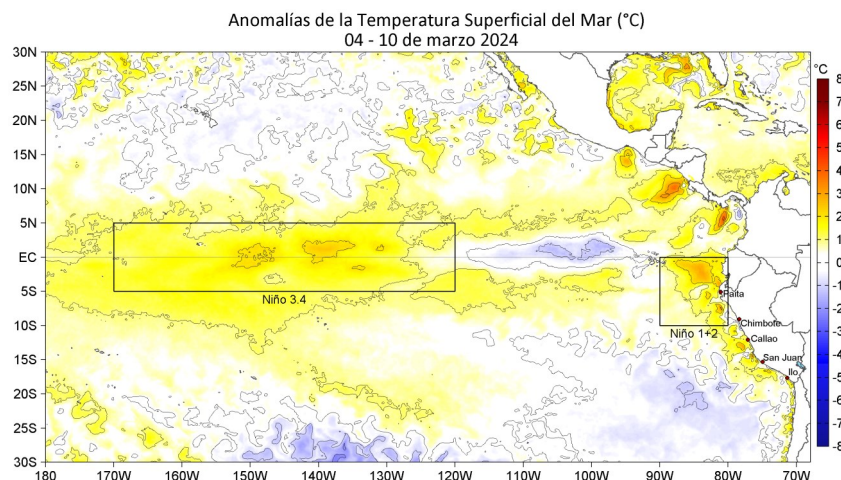 Anomalías de la Temperatura Superficial del Mar (°C)
04 - 10 de marzo 2024
30N
25N
20N
15N
10N
5N
EC
5S
10S
15S
20S
25S
30S
Niño 3.4
Niño 1+2
Paita
Chimbote
Callao
San Juan
Ilo
180
170W
160W
150W
140W
130W
120W
110W
100W
90W
80W
70W
°C
8
7
6
5
4
3
2
1
0
-1
-2
-3
-4
-5
-6
-7
-8